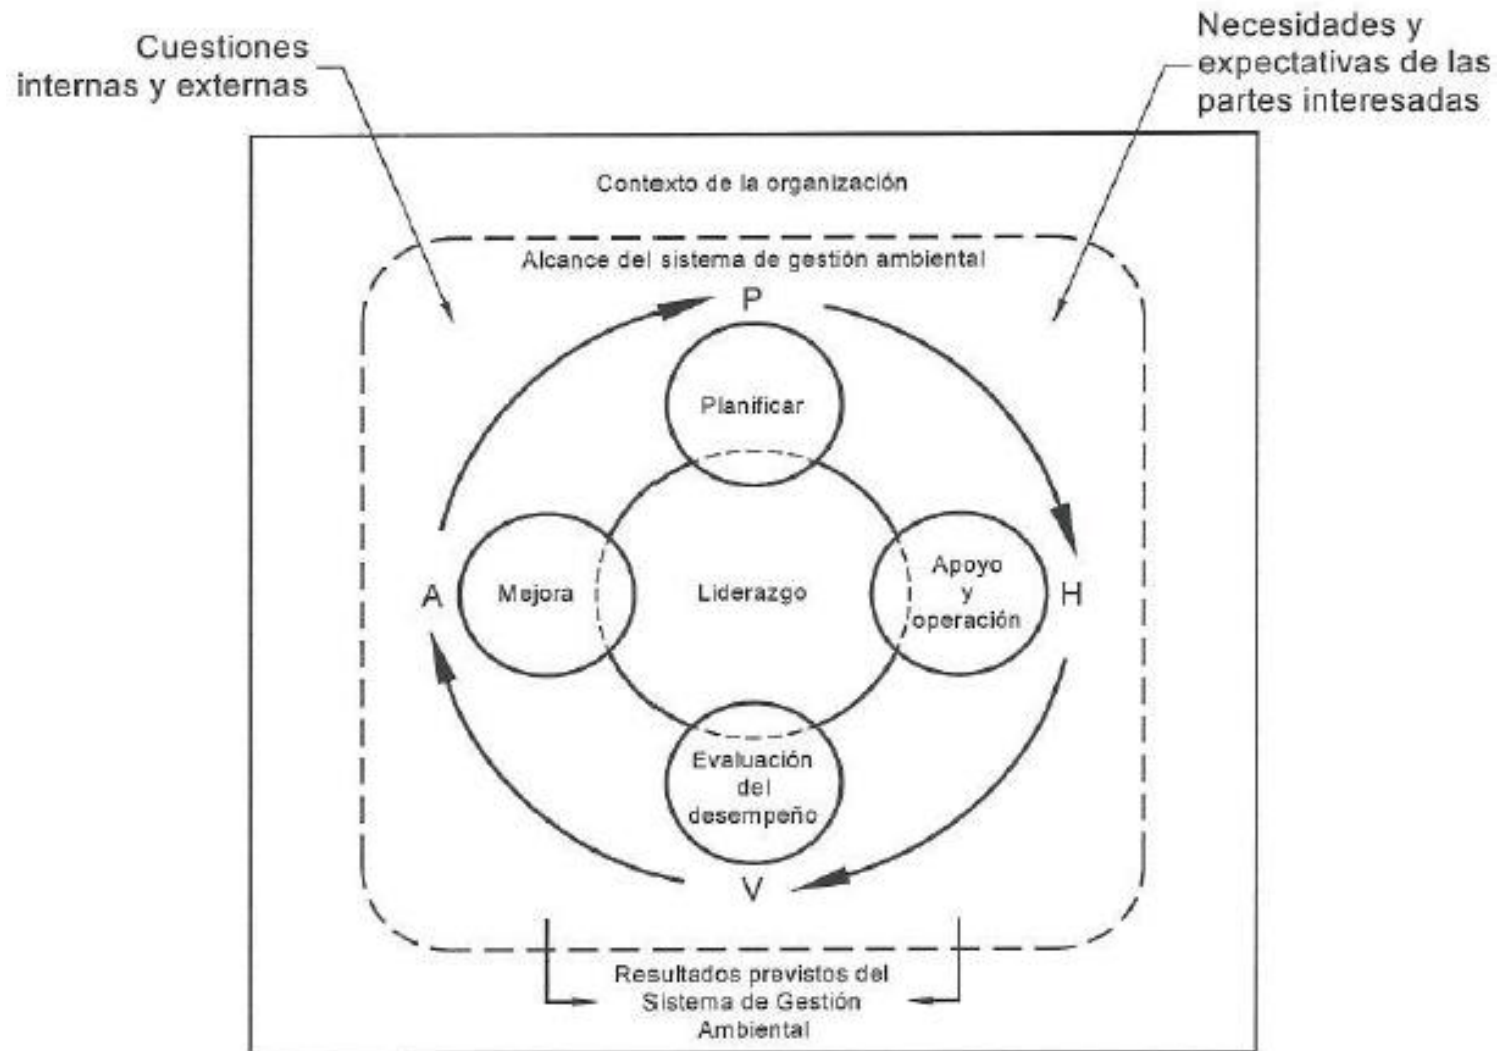 Cuestiones
internas y externas
Necesidades y
expectativas de las
partes interesadas
Contexto de la organización
Alcance del sistema de gestión ambiental
P
Planificar
A
Mejora
Liderazgo
Apoyo
y
operación
H
Evaluación
del
desempeño
V
Resultados previstos del
Sistema de Gestión
Ambiental